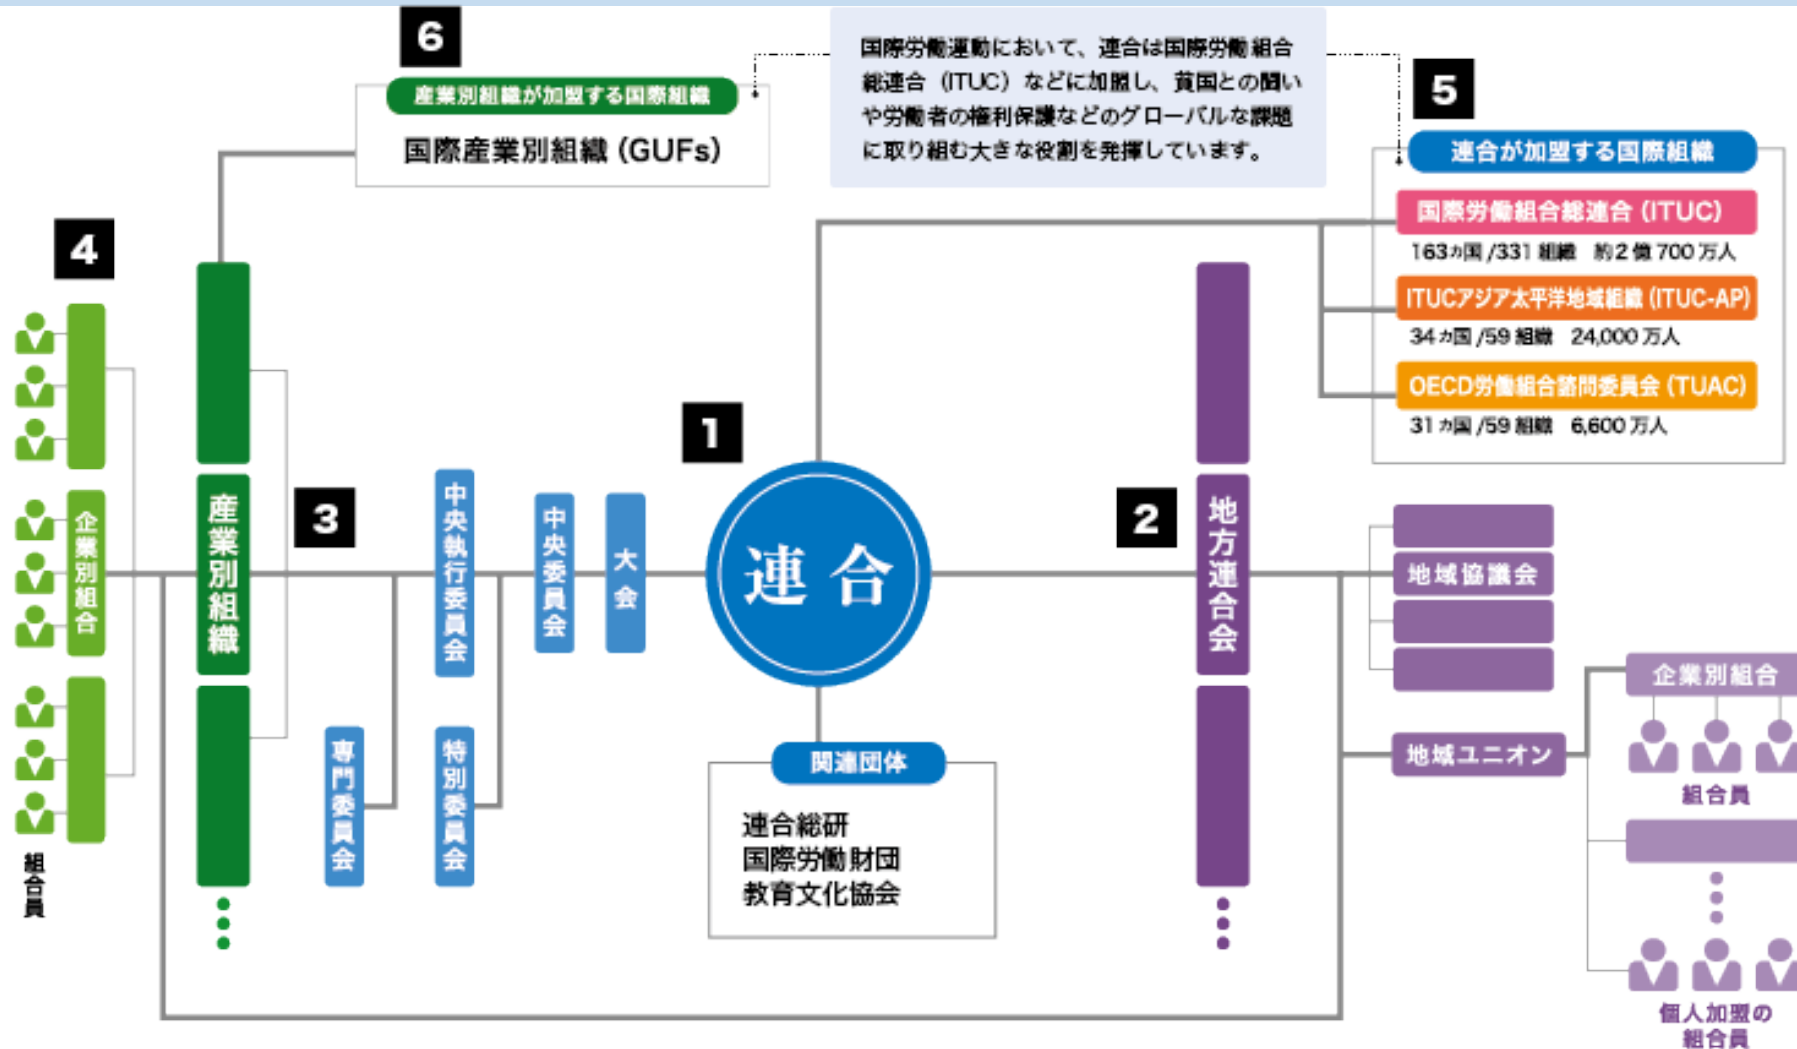 6
産業別組織が加盟する国際組織
国際産業別組織（GUFs）
国際労働運動において、連合は国際労働組合
総連合（ITUC）などに加盟し、貧国との闘い
や労働者の権利保護などのグローバルな課題
に取り組む大きな役割を発揮しています。
5
連合が加盟する国際組織
国際労働組合総連合（ITUC）
163ヵ国/331組織　約2億700万人
ITUCアジア太平洋地域組織（ITUC-AP）
34ヵ国/59組織　24,000万人
OECD労働組合諮問委員会（TUAC）
31ヵ国/59組織　6,600万人
4
企業別組合
組合員
産業別組織
3
中央執行委員会
中央委員会
大会
専門委員会
特別委員会
1
連合
関連団体
連合総研
国際労働財団
教育文化協会
2
地方連合会
地域協議会
地域ユニオン
企業別組合
組合員
個人加盟の
組合員